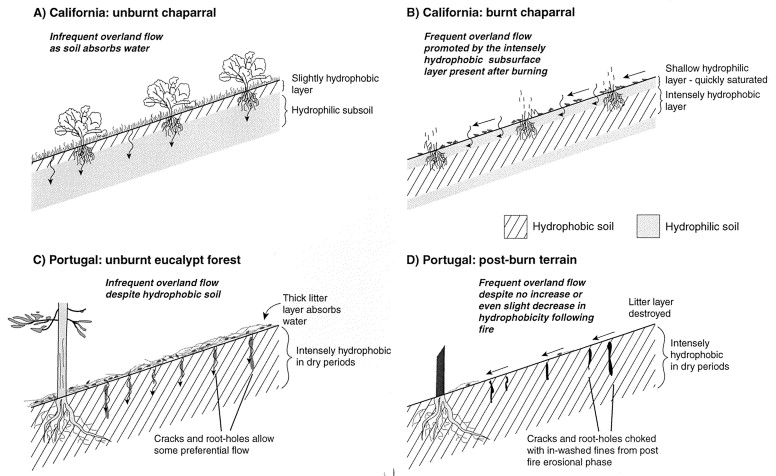 A) California: unburnt chaparral
Infrequent overland flow
as soil absorbs water
Slightly hydrophobic
layer
Hydrophilic subsoil
B) California: burnt chaparral
Frequent overland flow
promoted by the intensely
hydrophobic subsurface
layer present after burning
Shallow hydrophilic
layer - quickly saturated
Intensely hydrophobic
layer
Hydrophobic soil
Hydrophilic soil
C) Portugal: unburnt eucalypt forest
Infrequent overland flow
despite hydrophobic soil
Thick litter
layer absorbs
water
Intensely hydrophobic
in dry periods
Cracks and root-holes allow
some preferential flow
D) Portugal: post-burn terrain
Frequent overland flow
despite no increase or
even slight decrease in
hydrophobicity following
fire
Litter layer
destroyed
Intensely
hydrophobic
in dry periods
Cracks and root-holes choked
with in-washed fines from post
fire erosional phase